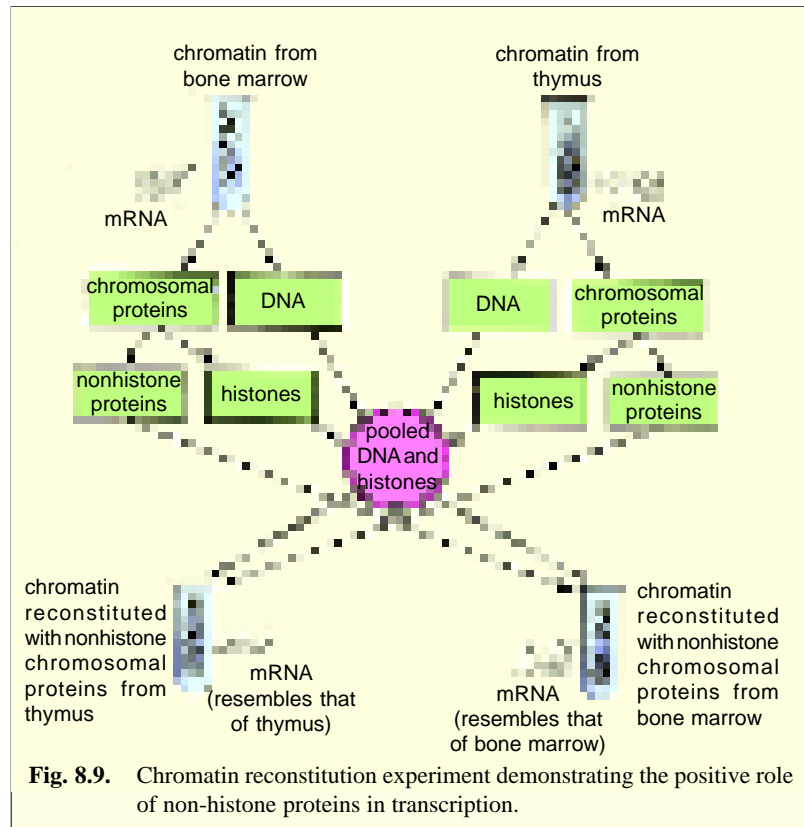 chromatin from
bone marrow
chromatin from
thymus
mRNA
mRNA
chromosomal
proteins
DNA
DNA
chromosomal
proteins
nonhistone
proteins
histones
histones
nonhistone
proteins
pooled
DNA and
histones
chromatin
reconstituted
with nonhistone
chromosomal
proteins from
thymus
mRNA
(resembles that
of thymus)
mRNA
(resembles that
of bone marrow)
chromatin
reconstituted
with nonhistone
chromosomal
proteins from
bone marrow
Fig. 8.9. Chromatin reconstitution experiment demonstrating the positive role
of non-histone proteins in transcription.